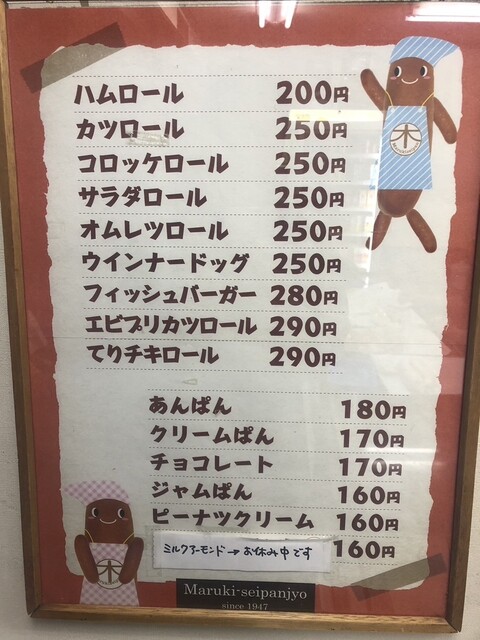 ハムロール 200円
カツロール 250円
コロッケロール 250円
サラダロール 250円
オムレツロール 250円
ウインナードッグ 250円
フィッシュバーガー 280円
エビプリカツロール 290円
てりチキロール 290円
あんぱん 180円
クリームぱん 170円
チョコレート 170円
ジャムぱん 160円
ピーナツクリーム 160円
ミルクアーモンド→お休み中です 160円
Maruki-seipanjyo
since 1947
木
木